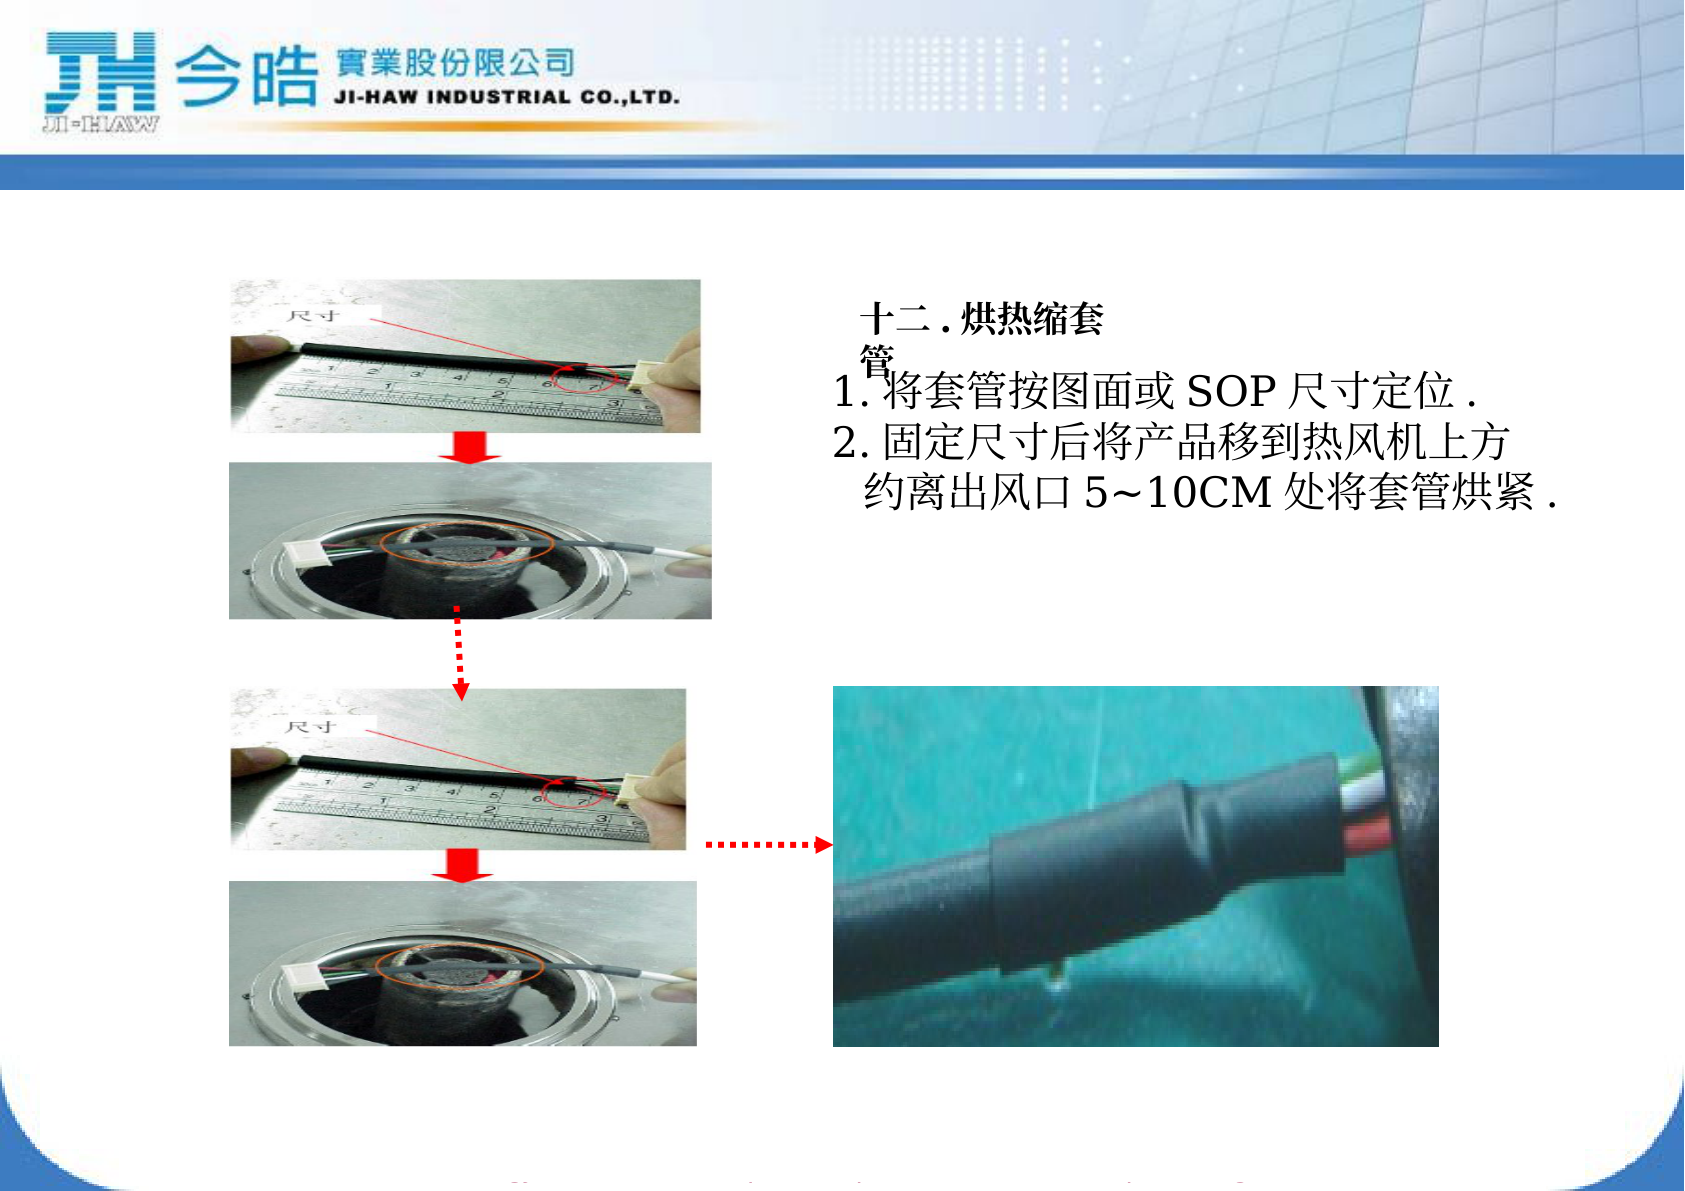 今皓 實業股份限公司
JI-HAW INDUSTRIAL CO.,LTD.
JI-HAW
十二 . 烘热缩套
管
1. 将套管按图面或 SOP 尺寸定位 .
2. 固定尺寸后将产品移到热风机上方
约离出风口 5~10CM 处将套管烘紧 .
尺寸
尺寸